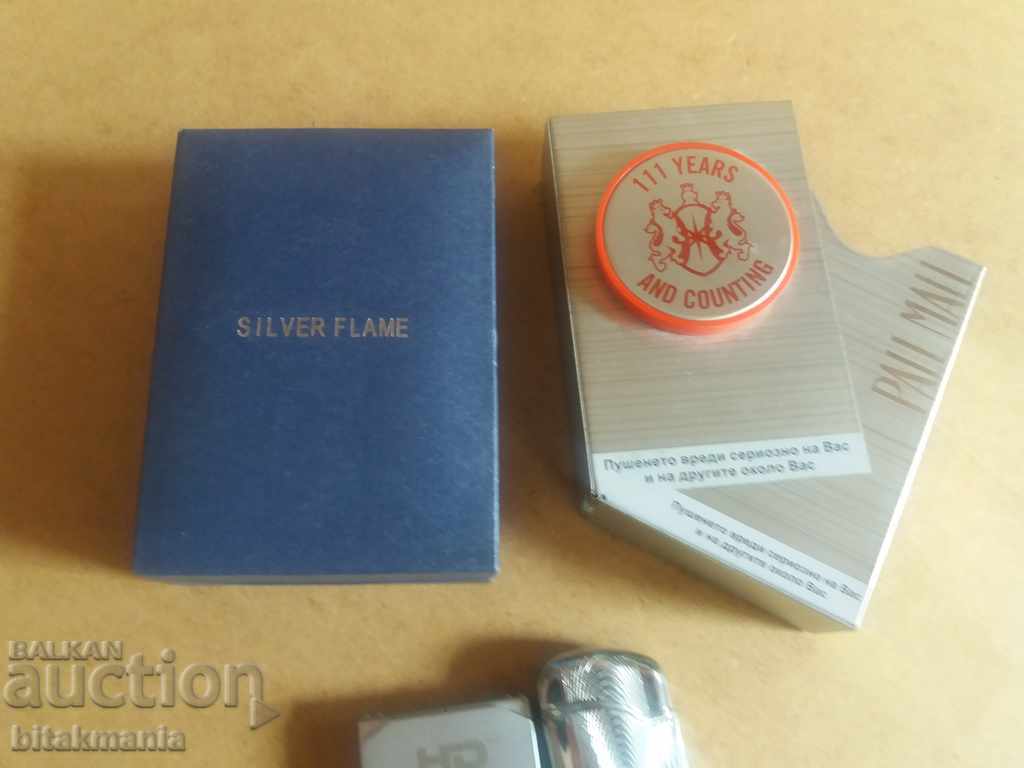 SILVER FLAME
111 YEARS
AND COUNTING
PALL MALL
Пушенето вреди сериозно на Вас
и на другите около Вас
Пушенето вреди сериозно на Вас
и на другите около Вас
BALKAN
auction
bitakmania
HD